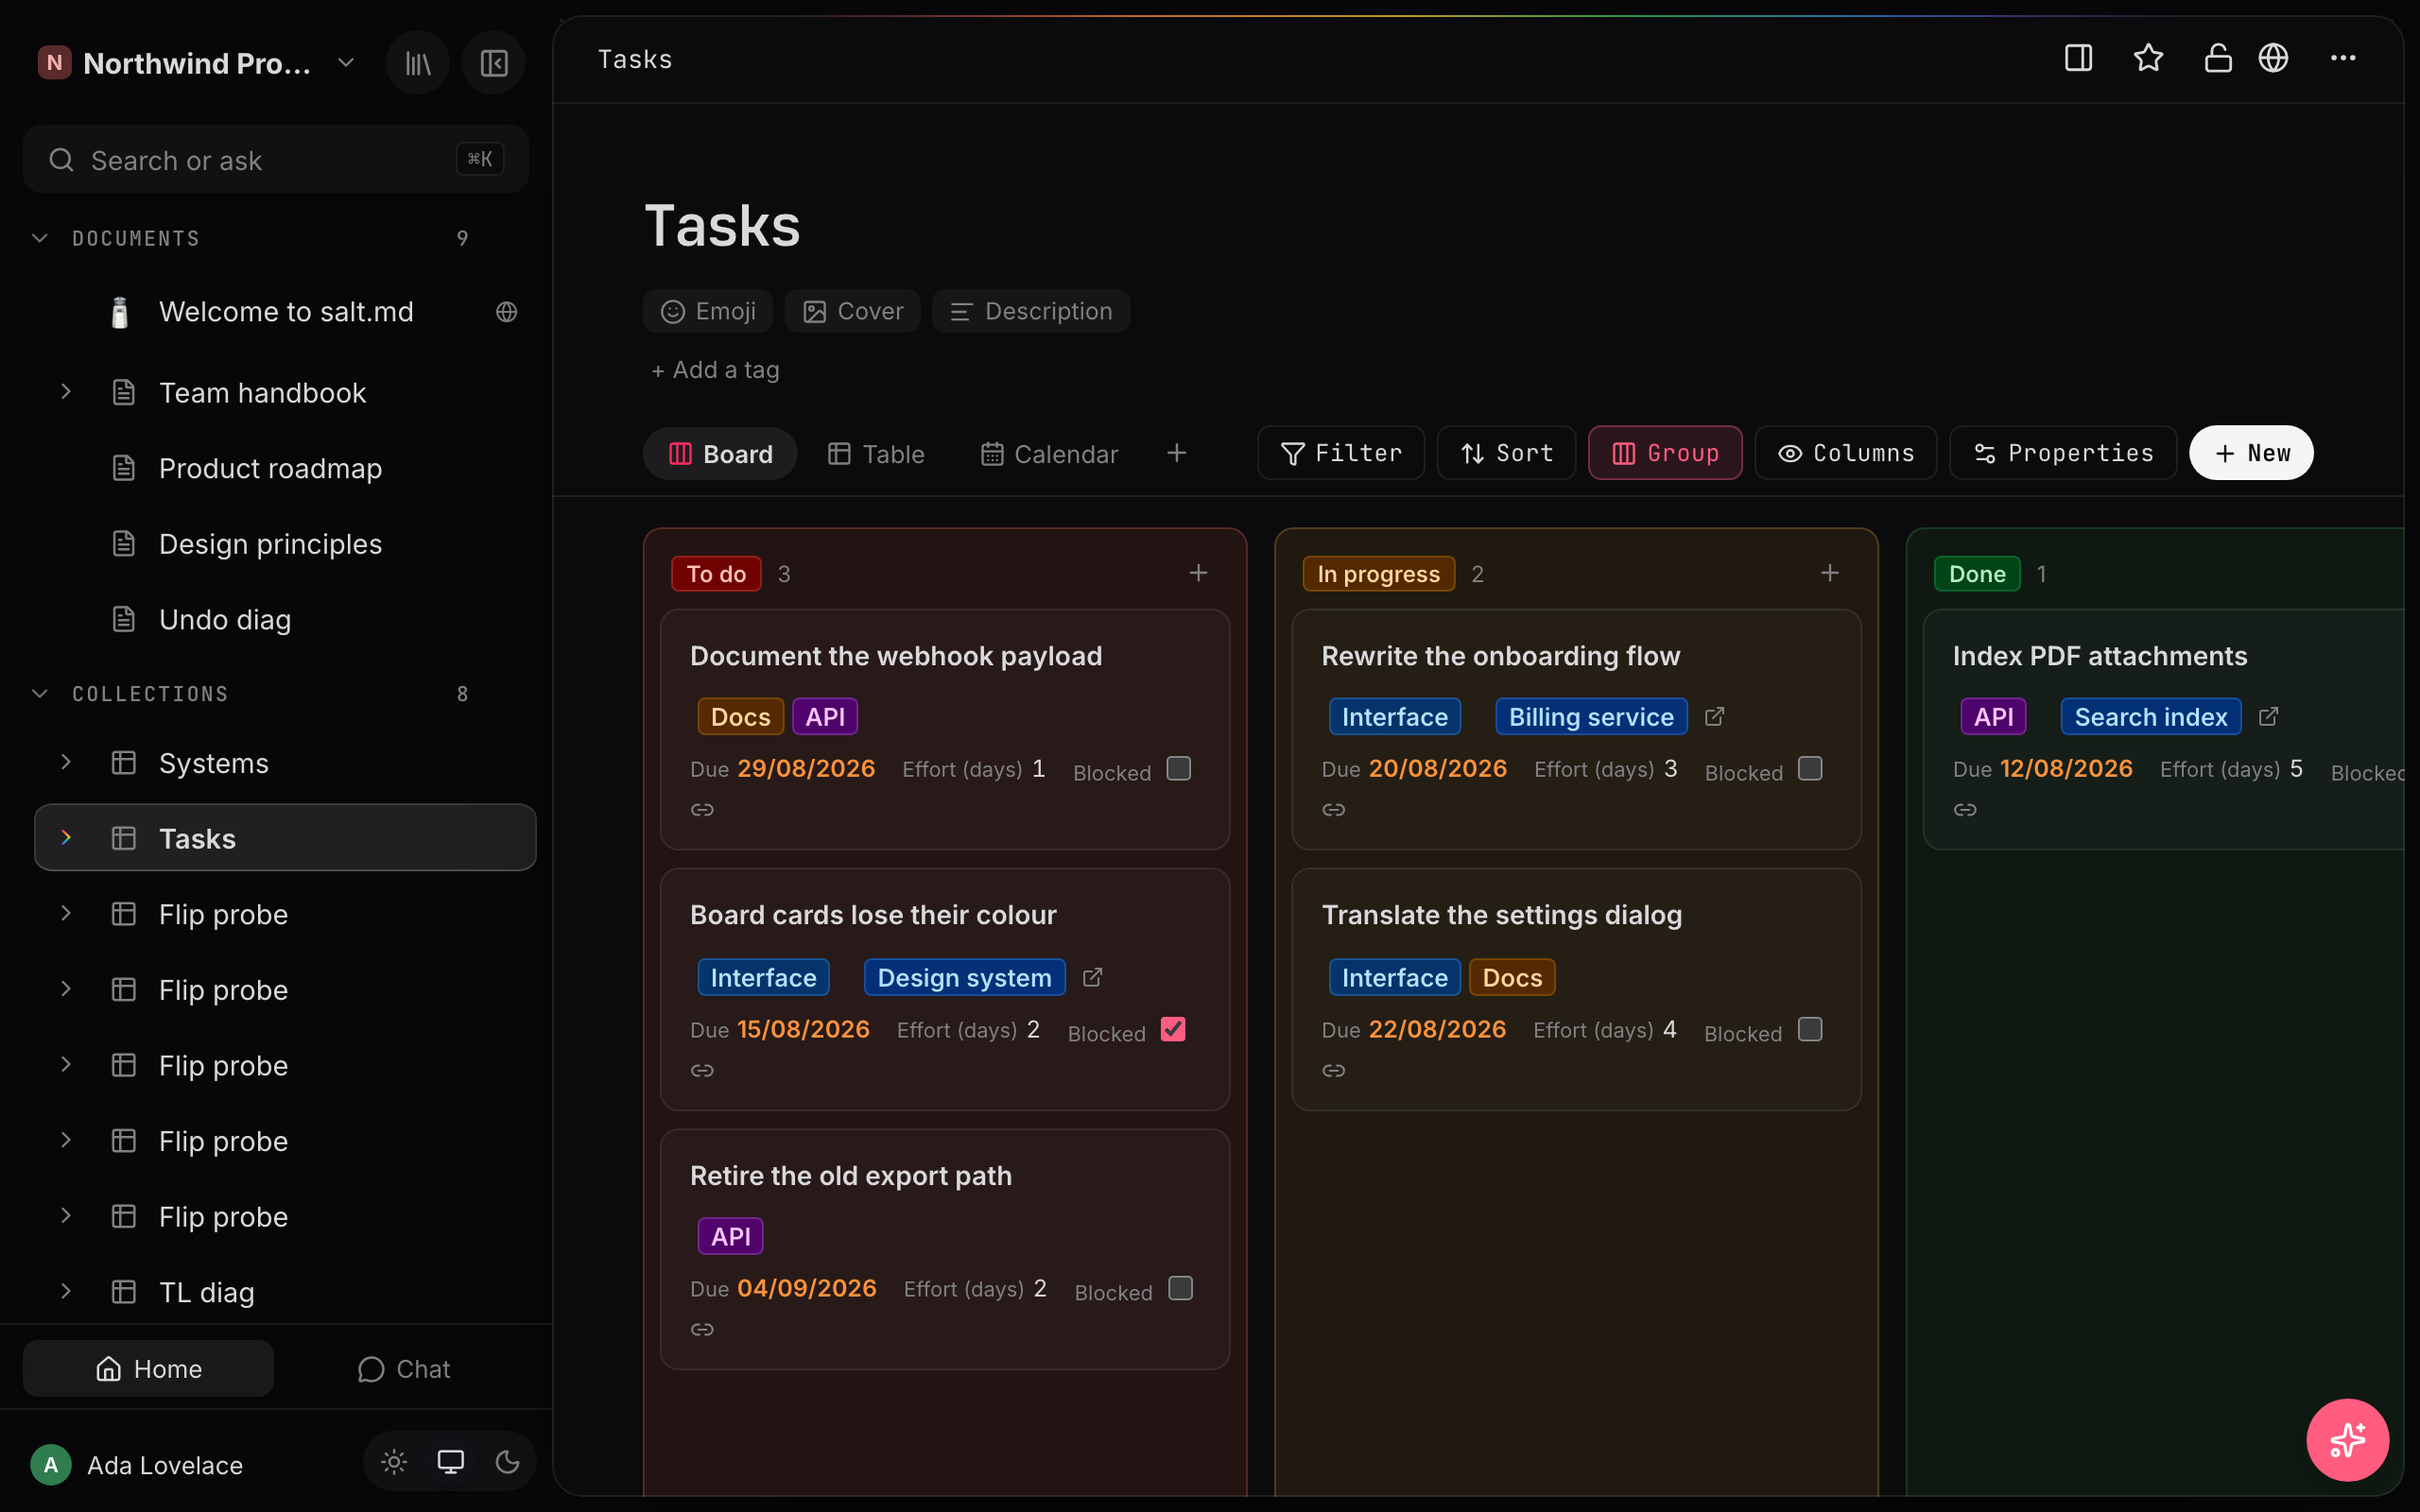 N Northwind Pro...
Search or ask ⌘K
DOCUMENTS 9
Welcome to salt.md
Team handbook
Product roadmap
Design principles
Undo diag
COLLECTIONS 8
Systems
Tasks
Flip probe
Flip probe
Flip probe
Flip probe
Flip probe
TL diag
Home Chat
A Ada Lovelace
Tasks
Tasks
Emoji Cover Description
+ Add a tag
Board Table Calendar + Filter Sort Group Columns Properties + New
To do 3 +
Document the webhook payload
Docs API
Due 29/08/2026 Effort (days) 1 Blocked
Board cards lose their colour
Interface Design system
Due 15/08/2026 Effort (days) 2 Blocked
Retire the old export path
API
Due 04/09/2026 Effort (days) 2 Blocked
In progress 2 +
Rewrite the onboarding flow
Interface Billing service
Due 20/08/2026 Effort (days) 3 Blocked
Translate the settings dialog
Interface Docs
Due 22/08/2026 Effort (days) 4 Blocked
Done 1
Index PDF attachments
API Search index
Due 12/08/2026 Effort (days) 5 Blocked